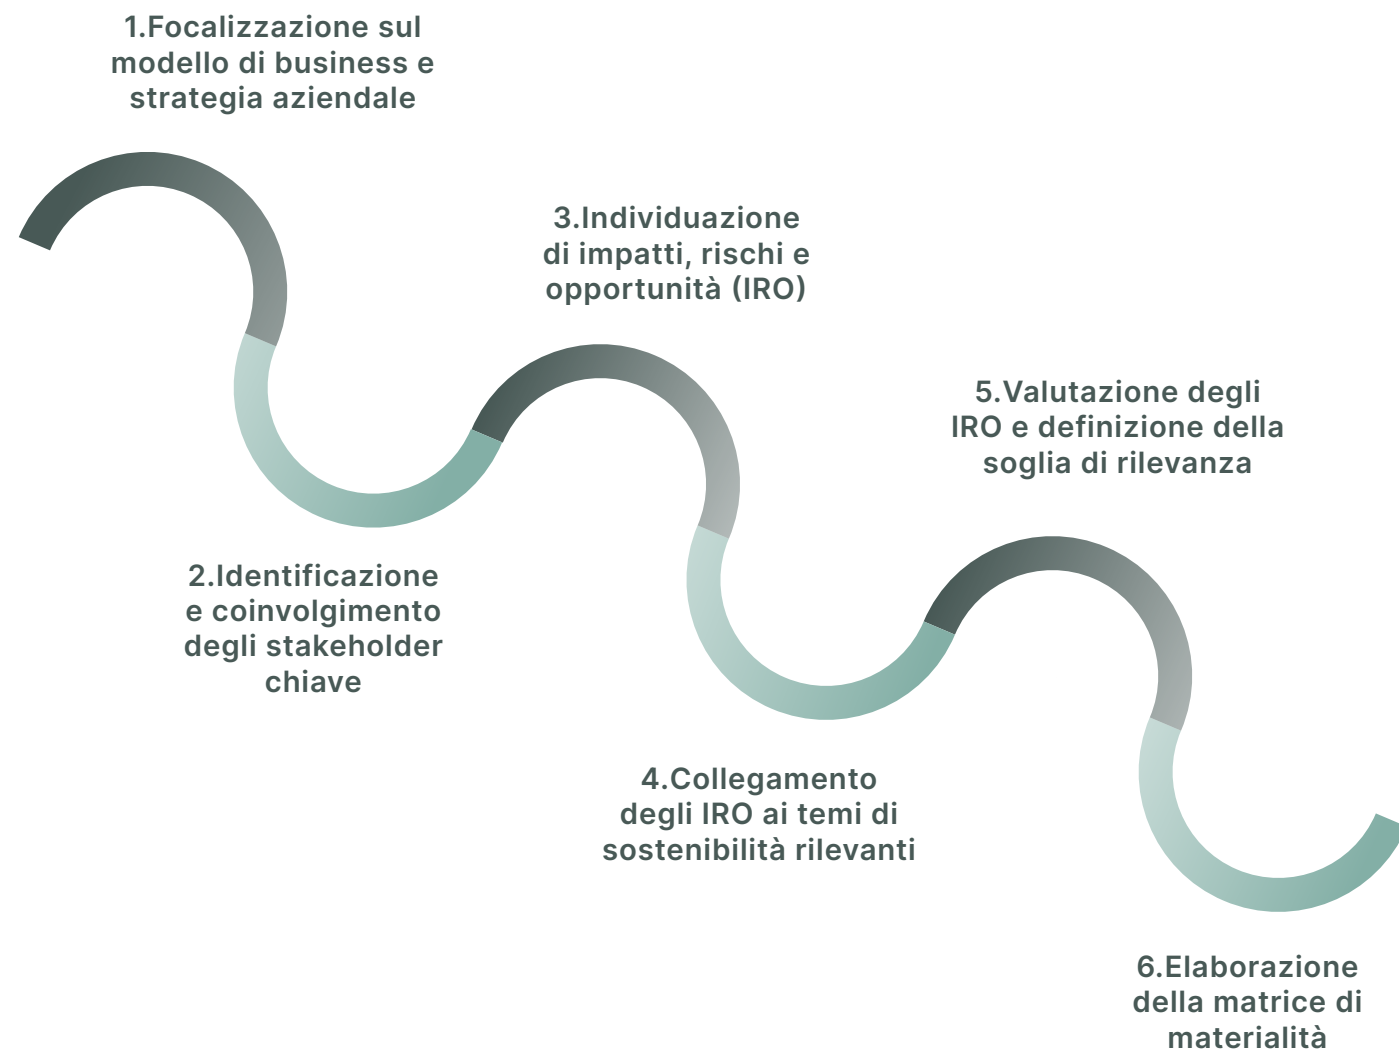 1.Focalizzazione sul
modello di business e
strategia aziendale
2.Identificazione
e coinvolgimento
degli stakeholder
chiave
3.Individuazione
di impatti, rischi e
opportunità (IRO)
4.Collegamento
degli IRO ai temi di
sostenibilità rilevanti
5.Valutazione degli
IRO e definizione della
soglia di rilevanza
6.Elaborazione
della matrice di
materialità